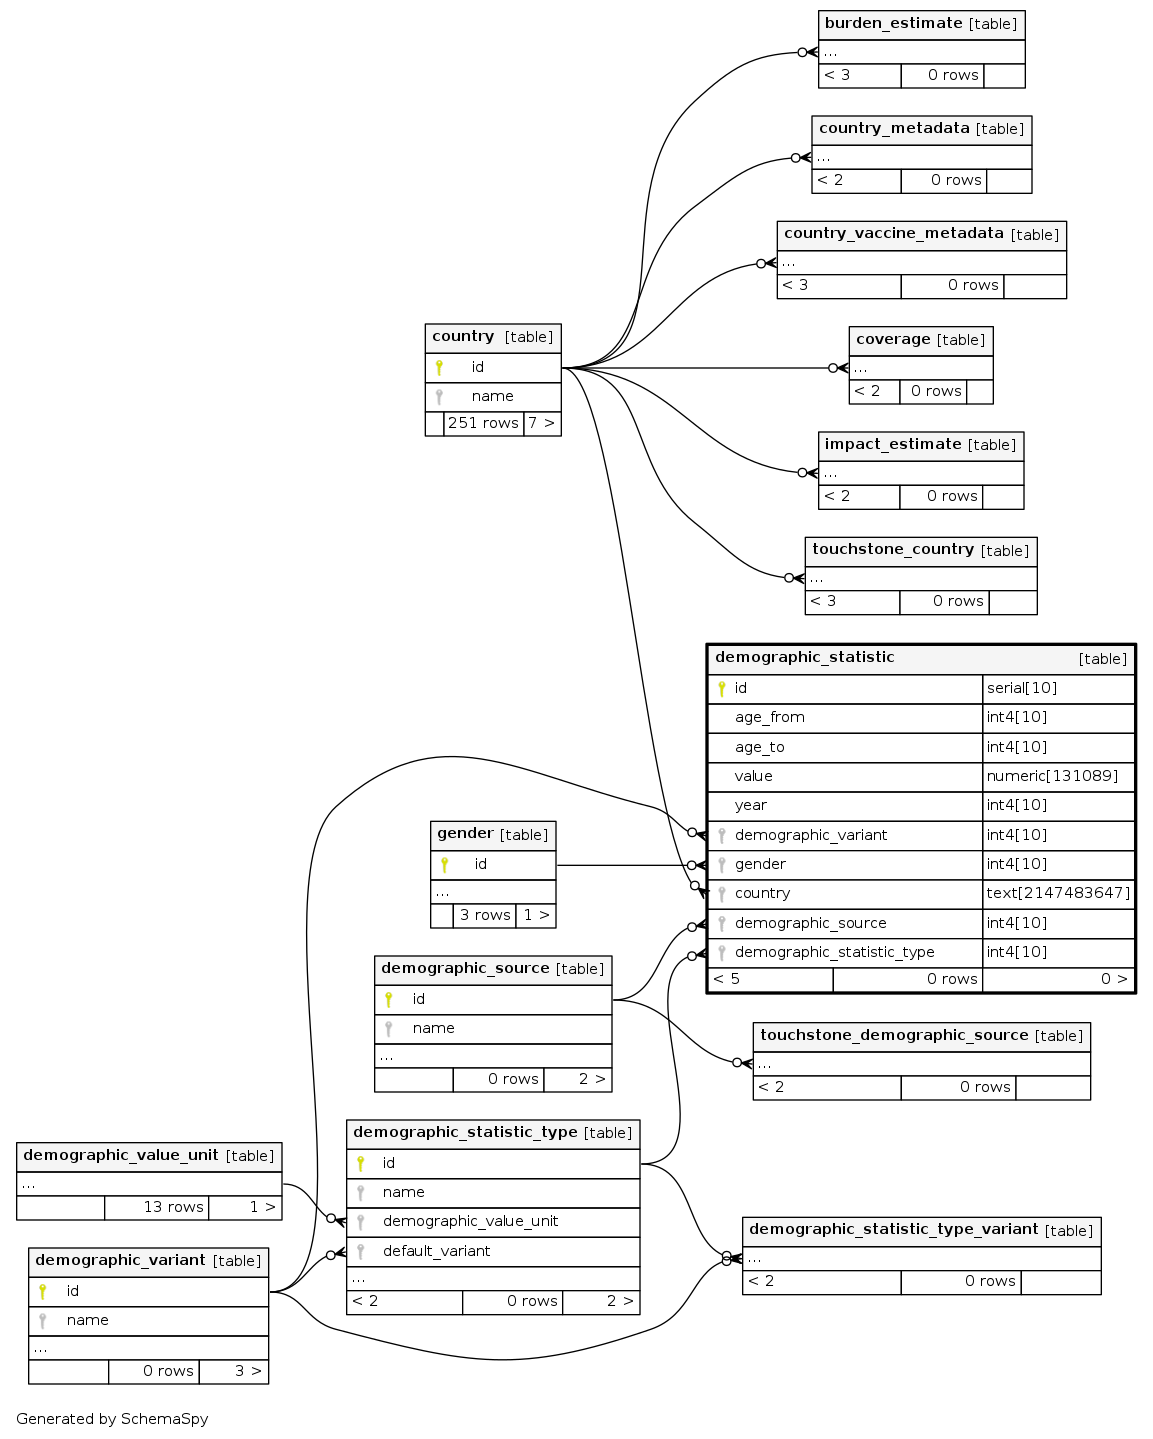 burden_estimate [table]
...
< 3 0 rows
country_metadata [table]
...
< 2 0 rows
country_vaccine_metadata [table]
...
< 3 0 rows
country [table]
id
name
251 rows 7 >
coverage [table]
...
< 2 0 rows
impact_estimate [table]
...
< 2 0 rows
touchstone_country [table]
...
< 3 0 rows
demographic_statistic [table]
id serial[10]
age_from int4[10]
age_to int4[10]
value numeric[131089]
year int4[10]
demographic_variant int4[10]
gender int4[10]
country text[2147483647]
demographic_source int4[10]
demographic_statistic_type int4[10]
< 5 0 rows 0 >
gender [table]
id
...
3 rows 1 >
demographic_source [table]
id
name
...
0 rows 2 >
touchstone_demographic_source [table]
...
< 2 0 rows
demographic_statistic_type [table]
id
name
demographic_value_unit
default_variant
...
< 2 0 rows 2 >
demographic_value_unit [table]
...
13 rows 1 >
demographic_statistic_type_variant [table]
...
< 2 0 rows
demographic_variant [table]
id
name
...
0 rows 3 >
Generated by SchemaSpy